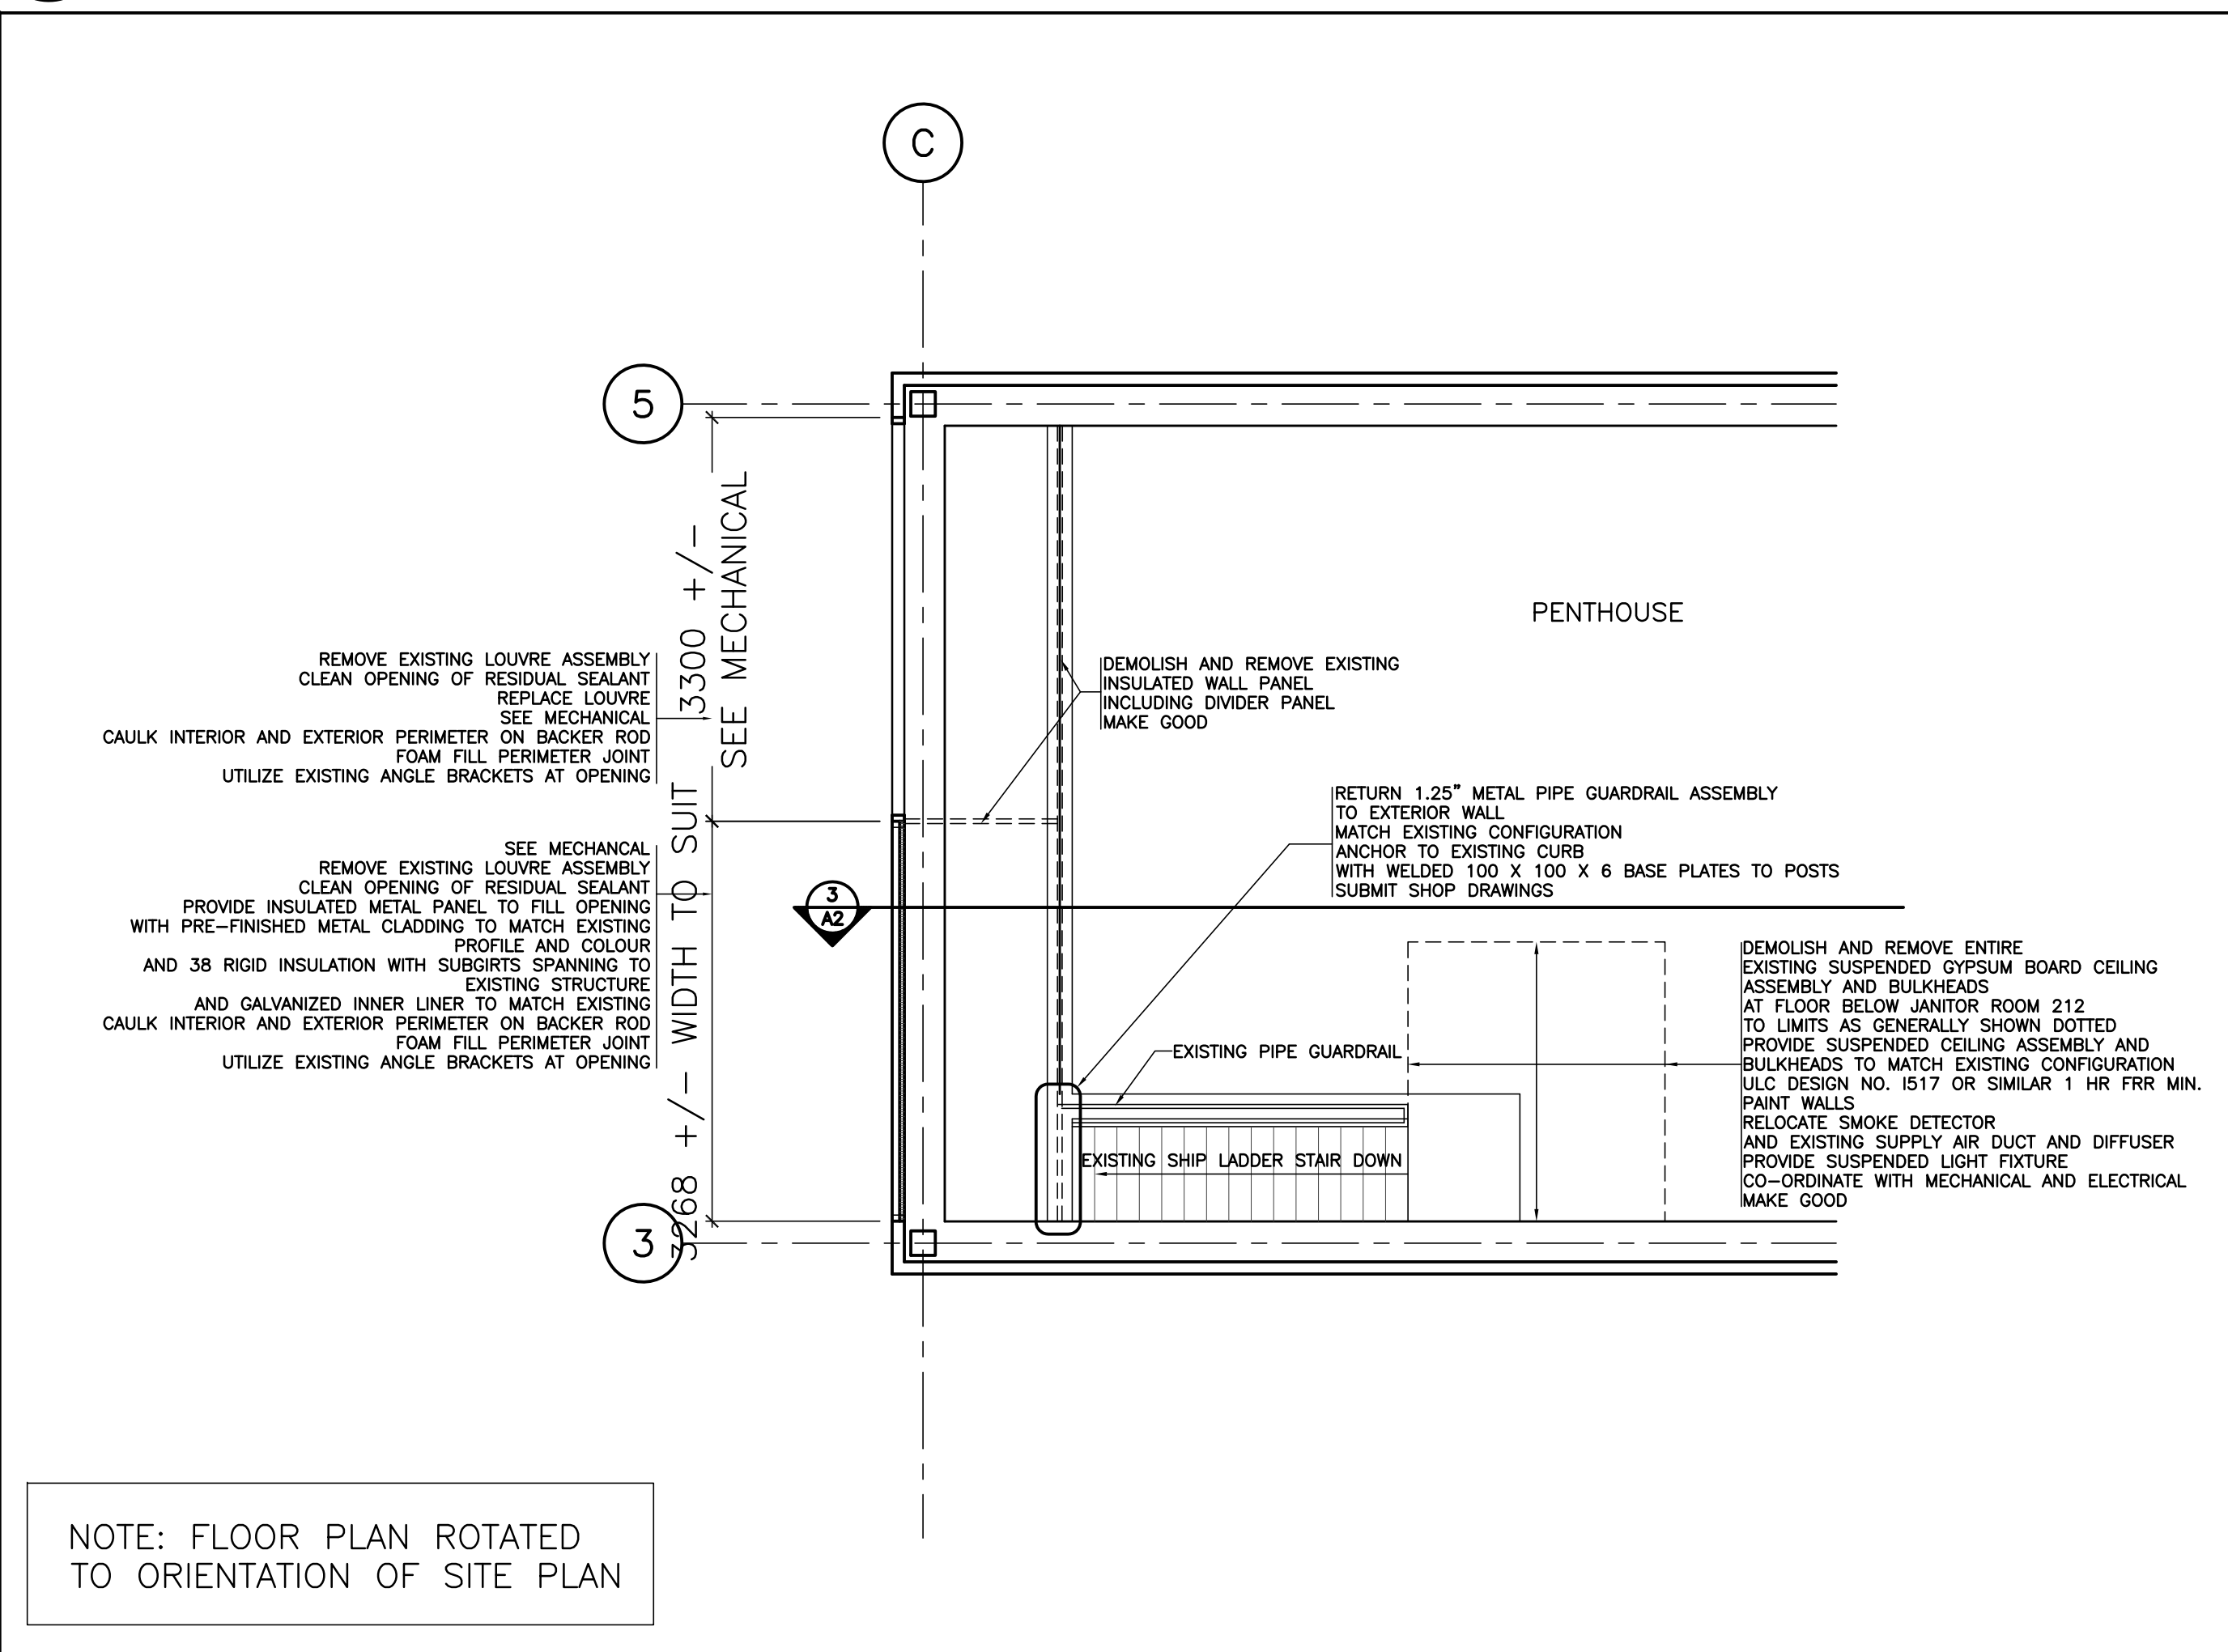 C
5
3300 +/-
SEE MECHANICAL
PENTHOUSE
REMOVE EXISTING LOUVRE ASSEMBLY
CLEAN OPENING OF RESIDUAL SEALANT
REPLACE LOUVRE
SEE MECHANICAL
CAULK INTERIOR AND EXTERIOR PERIMETER ON BACKER ROD
FOAM FILL PERIMETER JOINT
UTILIZE EXISTING ANGLE BRACKETS AT OPENING
DEMOLISH AND REMOVE EXISTING
INSULATED WALL PANEL
INCLUDING DIVIDER PANEL
MAKE GOOD
RETURN 1.25" METAL PIPE GUARDRAIL ASSEMBLY
TO EXTERIOR WALL
MATCH EXISTING CONFIGURATION
ANCHOR TO EXISTING CURB
WITH WELDED 100 X 100 X 6 BASE PLATES TO POSTS
SUBMIT SHOP DRAWINGS
SEE MECHANCAL
REMOVE EXISTING LOUVRE ASSEMBLY
CLEAN OPENING OF RESIDUAL SEALANT
PROVIDE INSULATED METAL PANEL TO FILL OPENING
WITH PRE-FINISHED METAL CLADDING TO MATCH EXISTING
PROFILE AND COLOUR
AND 38 RIGID INSULATION WITH SUBGIRTS SPANNING TO
EXISTING STRUCTURE
AND GALVANIZED INNER LINER TO MATCH EXISTING
CAULK INTERIOR AND EXTERIOR PERIMETER ON BACKER ROD
FOAM FILL PERIMETER JOINT
UTILIZE EXISTING ANGLE BRACKETS AT OPENING
3268 +/- WIDTH TO SUIT
3
A2
DEMOLISH AND REMOVE ENTIRE
EXISTING SUSPENDED GYPSUM BOARD CEILING
ASSEMBLY AND BULKHEADS
AT FLOOR BELOW JANITOR ROOM 212
TO LIMITS AS GENERALLY SHOWN DOTTED
PROVIDE SUSPENDED CEILING ASSEMBLY AND
BULKHEADS TO MATCH EXISTING CONFIGURATION
ULC DESIGN NO. I517 OR SIMILAR 1 HR FRR MIN.
PAINT WALLS
RELOCATE SMOKE DETECTOR
AND EXISTING SUPPLY AIR DUCT AND DIFFUSER
PROVIDE SUSPENDED LIGHT FIXTURE
CO-ORDINATE WITH MECHANICAL AND ELECTRICAL
MAKE GOOD
EXISTING PIPE GUARDRAIL
EXISTING SHIP LADDER STAIR DOWN
3
NOTE: FLOOR PLAN ROTATED
TO ORIENTATION OF SITE PLAN